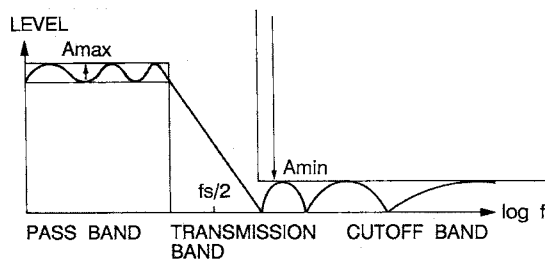 LEVEL
Amax
Amin
fs/2
log f
PASS BAND
TRANSMISSION BAND
CUTOFF BAND